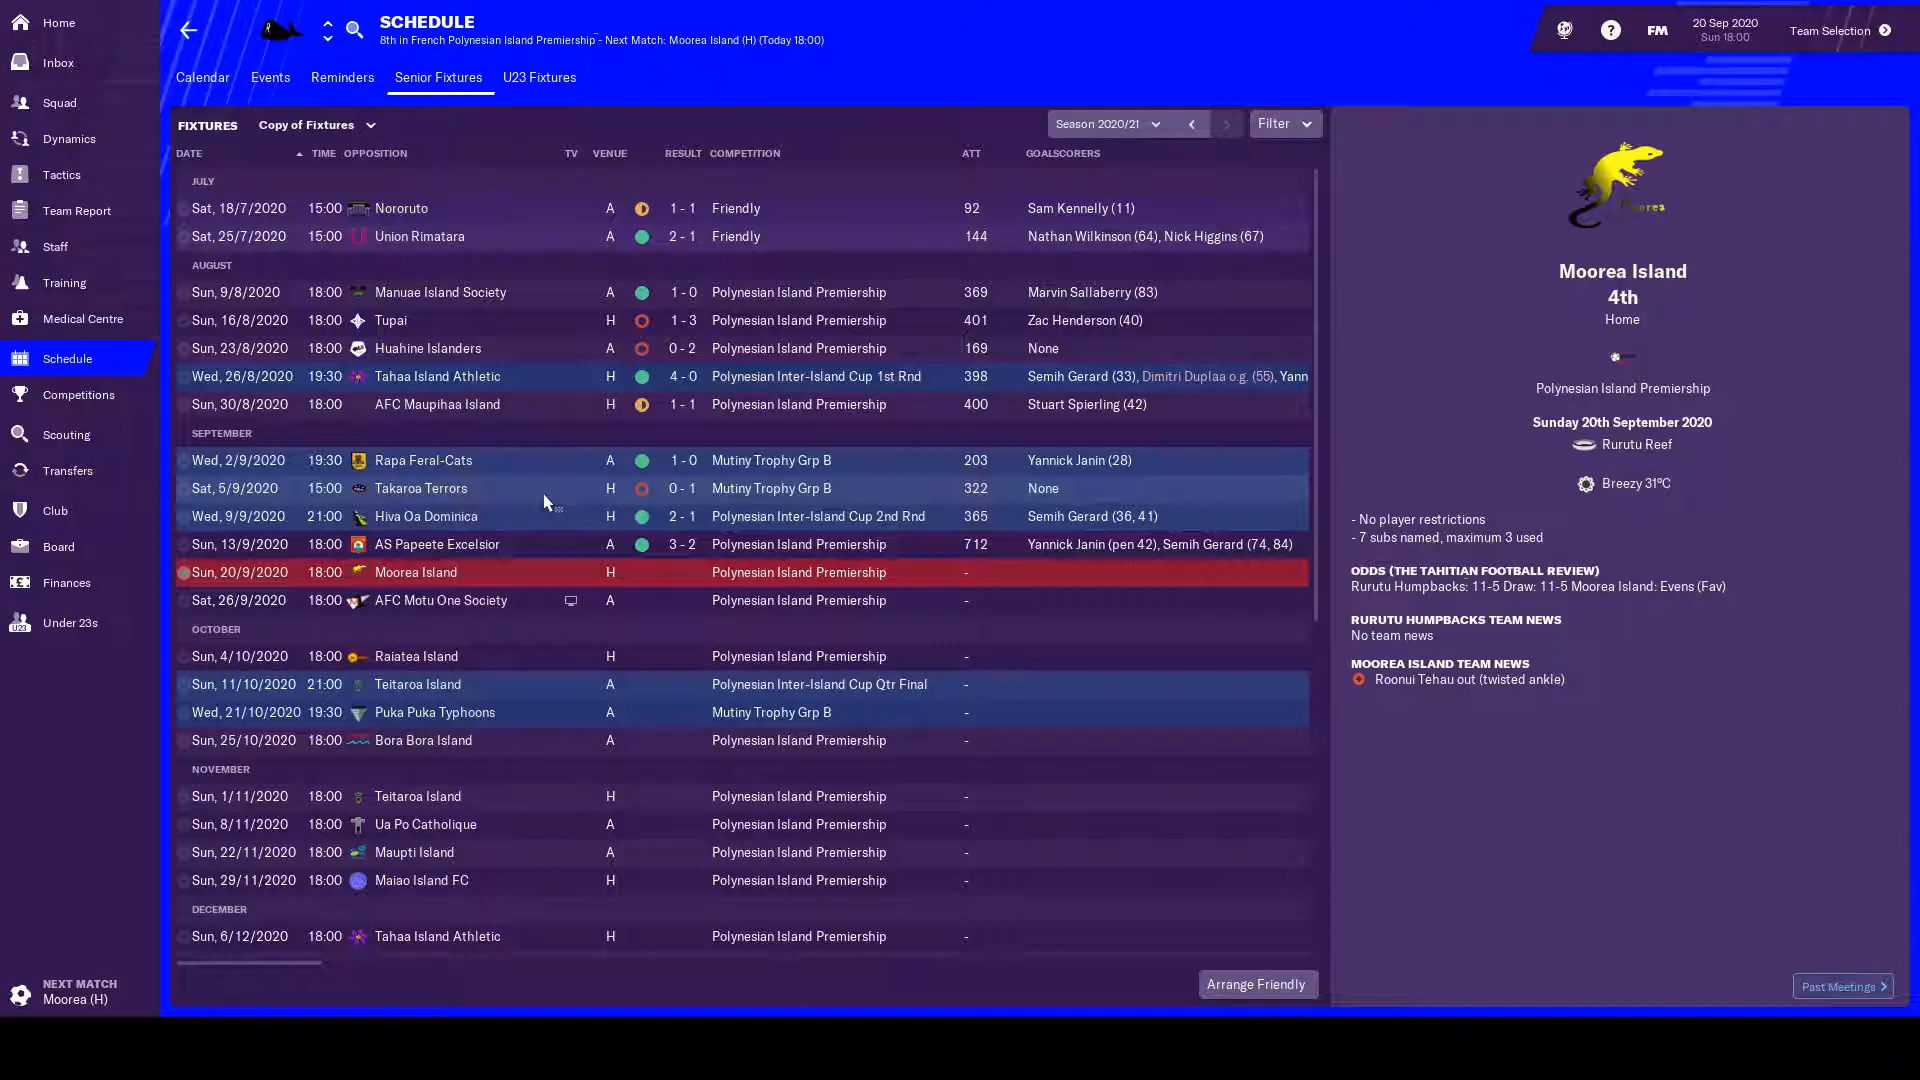 Home
Inbox
Squad
Dynamics
Tactics
Team Report
Staff
Training
Medical Centre
Schedule
Competitions
Scouting
Transfers
Club
Board
Finances
U23 Under 23s
NEXT MATCH
Moorea (H)
SCHEDULE
8th in French Polynesian Island Premiership - Next Match: Moorea Island (H) (Today 18:00)
? FM 20 Sep 2020
Sun 18:00
Team Selection
Calendar Events Reminders Senior Fixtures U23 Fixtures
FIXTURES Copy of Fixtures Season 2020/21 Filter
DATE TIME OPPOSITION TV VENUE RESULT COMPETITION ATT GOALSCORERS
JULY
Sat, 18/7/2020 15:00 Nororuto A 1 - 1 Friendly 92 Sam Kennelly (11)
Sat, 25/7/2020 15:00 Union Rimatara A 2 - 1 Friendly 144 Nathan Wilkinson (64), Nick Higgins (67)
AUGUST
Sun, 9/8/2020 18:00 Manuae Island Society A 1 - 0 Polynesian Island Premiership 369 Marvin Sallaberry (83)
Sun, 16/8/2020 18:00 Tupai H 1 - 3 Polynesian Island Premiership 401 Zac Henderson (40)
Sun, 23/8/2020 18:00 Huahine Islanders A 0 - 2 Polynesian Island Premiership 169 None
Wed, 26/8/2020 19:30 Tahaa Island Athletic H 4 - 0 Polynesian Inter-Island Cup 1st Rnd 398 Semih Gerard (33), Dimitri Duplaa o.g. (55), Yann
Sun, 30/8/2020 18:00 AFC Maupihaa Island H 1 - 1 Polynesian Island Premiership 400 Stuart Spierling (42)
SEPTEMBER
Wed, 2/9/2020 19:30 Rapa Feral-Cats A 1 - 0 Mutiny Trophy Grp B 203 Yannick Janin (28)
Sat, 5/9/2020 15:00 Takaroa Terrors H 0 - 1 Mutiny Trophy Grp B 322 None
Wed, 9/9/2020 21:00 Hiva Oa Dominica H 2 - 1 Polynesian Inter-Island Cup 2nd Rnd 365 Semih Gerard (36, 41)
Sun, 13/9/2020 18:00 AS Papeete Excelsior A 3 - 2 Polynesian Island Premiership 712 Yannick Janin (pen 42), Semih Gerard (74, 84)
Sun, 20/9/2020 18:00 Moorea Island H Polynesian Island Premiership -
Sat, 26/9/2020 18:00 AFC Motu One Society A Polynesian Island Premiership -
OCTOBER
Sun, 4/10/2020 18:00 Raiatea Island H Polynesian Island Premiership -
Sun, 11/10/2020 21:00 Teitaroa Island A Polynesian Inter-Island Cup Qtr Final -
Wed, 21/10/2020 19:30 Puka Puka Typhoons A Mutiny Trophy Grp B -
Sun, 25/10/2020 18:00 Bora Bora Island A Polynesian Island Premiership -
NOVEMBER
Sun, 1/11/2020 18:00 Teitaroa Island H Polynesian Island Premiership -
Sun, 8/11/2020 18:00 Ua Po Catholique A Polynesian Island Premiership -
Sun, 22/11/2020 18:00 Maupti Island A Polynesian Island Premiership -
Sun, 29/11/2020 18:00 Maiao Island FC H Polynesian Island Premiership -
DECEMBER
Sun, 6/12/2020 18:00 Tahaa Island Athletic H Polynesian Island Premiership -
Arrange Friendly
Moorea
Moorea Island
4th
Home
Polynesian Island Premiership
Sunday 20th September 2020
Rurutu Reef
Breezy 31°C
- No player restrictions
- 7 subs named, maximum 3 used
ODDS (THE TAHITIAN FOOTBALL REVIEW)
Rurutu Humpbacks: 11-5 Draw: 11-5 Moorea Island: Evens (Fav)
RURUTU HUMPBACKS TEAM NEWS
No team news
MOOREA ISLAND TEAM NEWS
Roonui Tehau out (twisted ankle)
Past Meetings